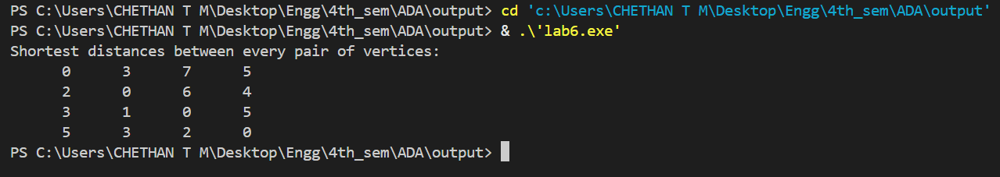 PS C:\Users\CHETHAN T M\Desktop\Engg\4th_sem\ADA\output> cd 'c:\Users\CHETHAN T M\Desktop\Engg\4th_sem\ADA\output'
PS C:\Users\CHETHAN T M\Desktop\Engg\4th_sem\ADA\output> & .\'lab6.exe'
Shortest distances between every pair of vertices:
0 3 7 5
2 0 6 4
3 1 0 5
5 3 2 0
PS C:\Users\CHETHAN T M\Desktop\Engg\4th_sem\ADA\output>